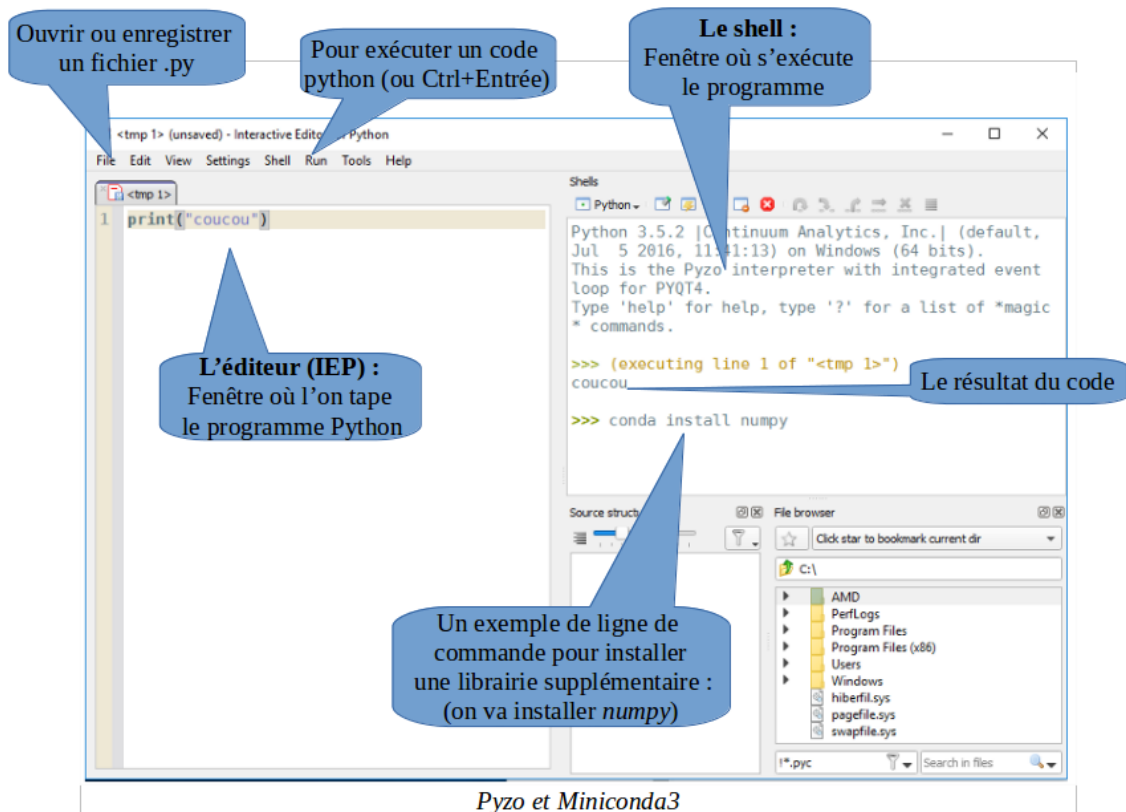 Ouvrir ou enregistrer
un fichier .py
Pour exécuter un code
python (ou Ctrl+Entrée)
Le shell :
Fenêtre où s’exécute
le programme
<tmp 1> (unsaved) - Interactive Edito Python
File Edit View Settings Shell Run Tools Help
<tmp 1>
1 print("coucou")
L’éditeur (IEP) :
Fenêtre où l’on tape
le programme Python
Shells
Python
Python 3.5.2 |Continuum Analytics, Inc.| (default,
Jul 5 2016, 11:41:13) on Windows (64 bits).
This is the Pyzo interpreter with integrated event
loop for PYQT4.
Type 'help' for help, type '?' for a list of *magic
* commands.
>>> (executing line 1 of "<tmp 1>")
coucou
Le résultat du code
>>> conda install numpy
Source struct
Un exemple de ligne de
commande pour installer
une librairie supplémentaire :
(on va installer numpy)
File browser
Click star to bookmark current dir
C:\
AMD
PerfLogs
Program Files
Program Files (x86)
Users
Windows
hiberfil.sys
pagefile.sys
swapfile.sys
!*.pyc
Search in files
Pyzo et Miniconda3